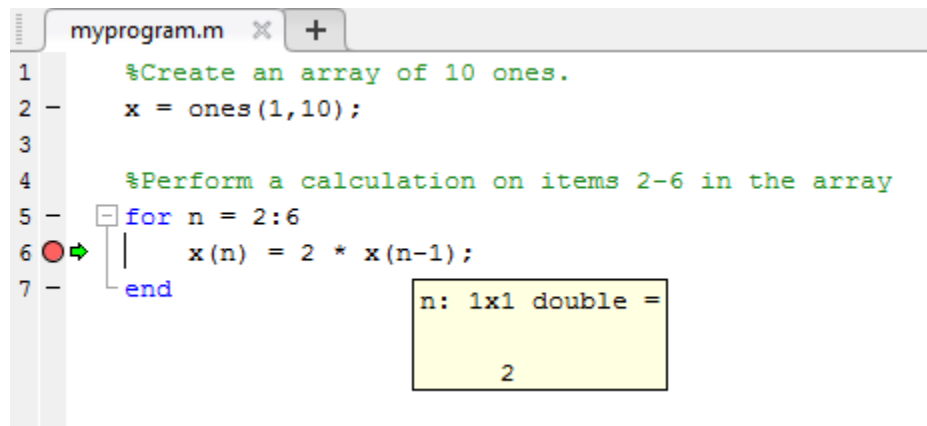 myprogram.m
1 %Create an array of 10 ones.
2 – x = ones(1,10);
3
4 %Perform a calculation on items 2-6 in the array
5 – for n = 2:6
6 x(n) = 2 * x(n-1);
7 – end
n: 1x1 double =
2